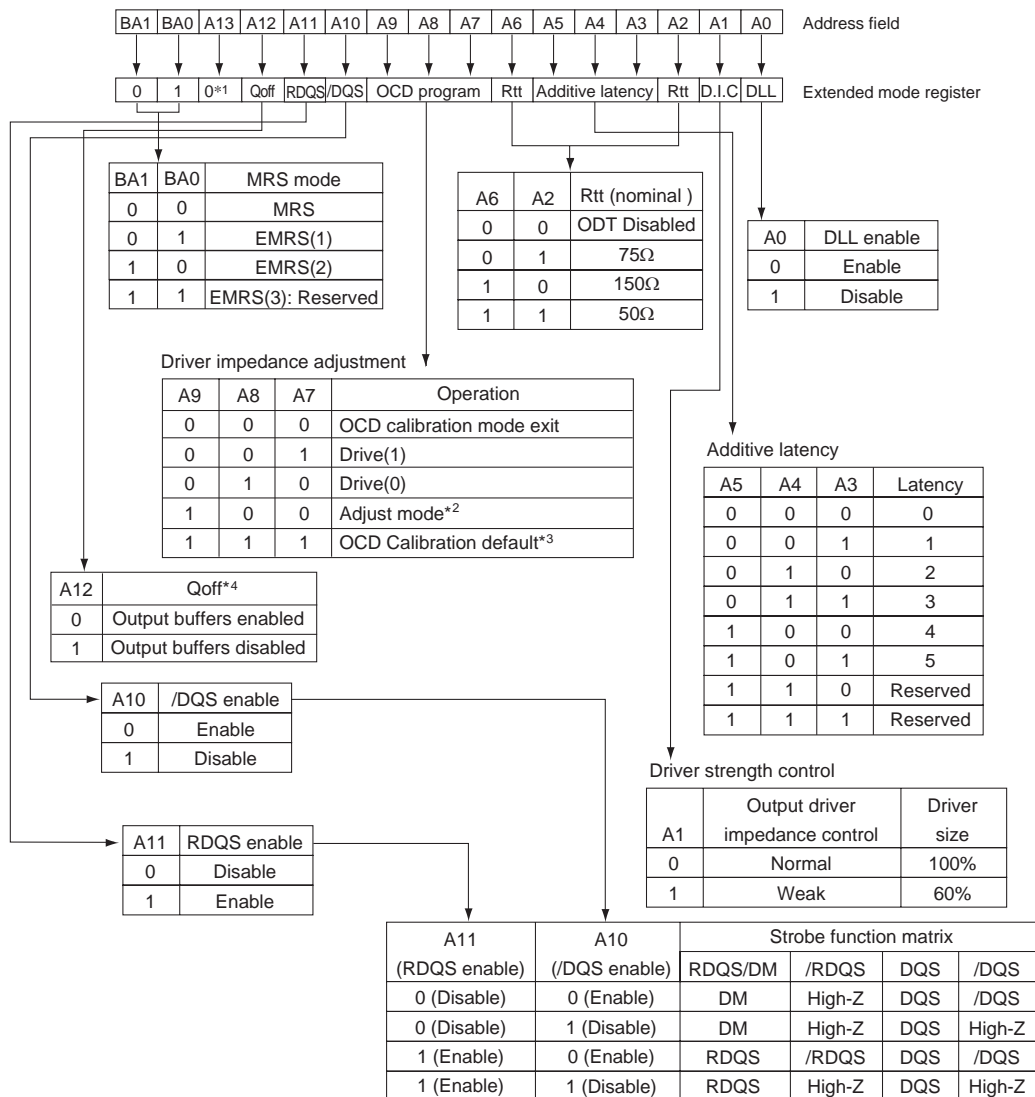 BA1 BA0 A13 A12 A11 A10 A9 A8 A7 A6 A5 A4 A3 A2 A1 A0 Address field
0 1 0*1 Qoff RDQS /DQS OCD program Rtt Additive latency Rtt D.I.C DLL Extended mode register
BA1 BA0 MRS mode
0 0 MRS
0 1 EMRS(1)
1 0 EMRS(2)
1 1 EMRS(3): Reserved
A6 A2 Rtt (nominal )
0 0 ODT Disabled
0 1 75Ω
1 0 150Ω
1 1 50Ω
A0 DLL enable
0 Enable
1 Disable
Driver impedance adjustment
A9 A8 A7 Operation
0 0 0 OCD calibration mode exit
0 0 1 Drive(1)
0 1 0 Drive(0)
1 0 0 Adjust mode*2
1 1 1 OCD Calibration default*3
Additive latency
A5 A4 A3 Latency
0 0 0 0
0 0 1 1
0 1 0 2
0 1 1 3
1 0 0 4
1 0 1 5
1 1 0 Reserved
1 1 1 Reserved
A12 Qoff*4
0 Output buffers enabled
1 Output buffers disabled
A10 /DQS enable
0 Enable
1 Disable
Driver strength control
A1 Output driver impedance control Driver size
0 Normal 100%
1 Weak 60%
A11 RDQS enable
0 Disable
1 Enable
A11 A10 Strobe function matrix
(RDQS enable) (/DQS enable) RDQS/DM /RDQS DQS /DQS
0 (Disable) 0 (Enable) DM High-Z DQS /DQS
0 (Disable) 1 (Disable) DM High-Z DQS High-Z
1 (Enable) 0 (Enable) RDQS /RDQS DQS /DQS
1 (Enable) 1 (Disable) RDQS High-Z DQS High-Z